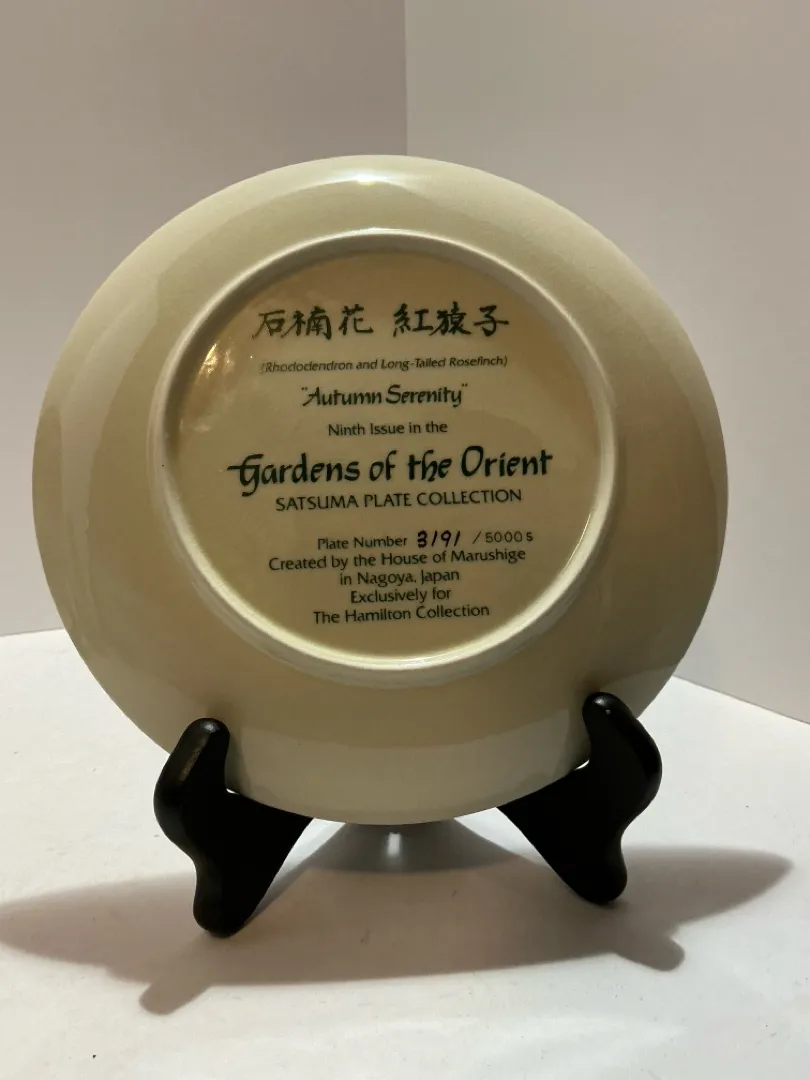 石楠花 紅猿子
(Rhododendron and Long-Tailed Rosefinch)
"Autumn Serenity"
Ninth Issue in the
Gardens of the Orient
SATSUMA PLATE COLLECTION
Plate Number 3191 / 5000 s
Created by the House of Marushige
in Nagoya, Japan
Exclusively for
The Hamilton Collection